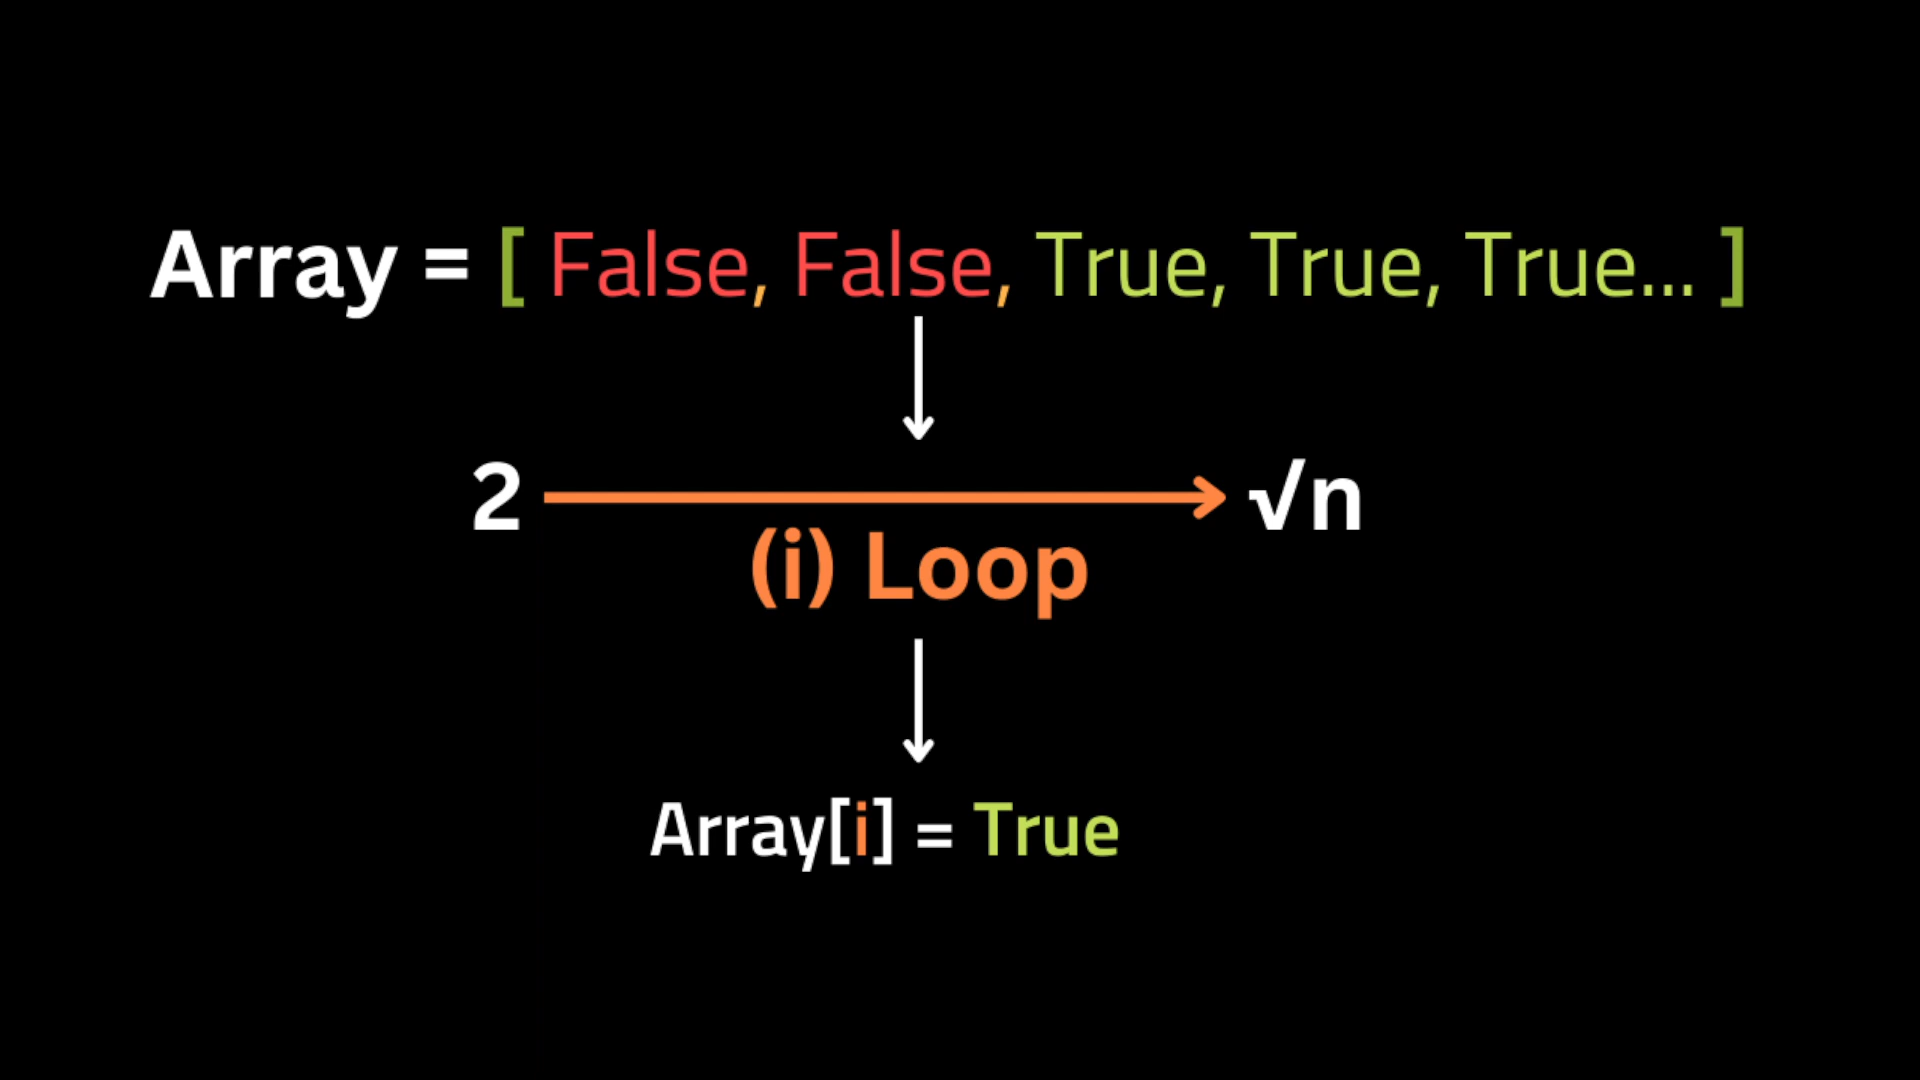 Array = [ False, False, True, True, True... ]
2 √n
(i) Loop
Array[i] = True